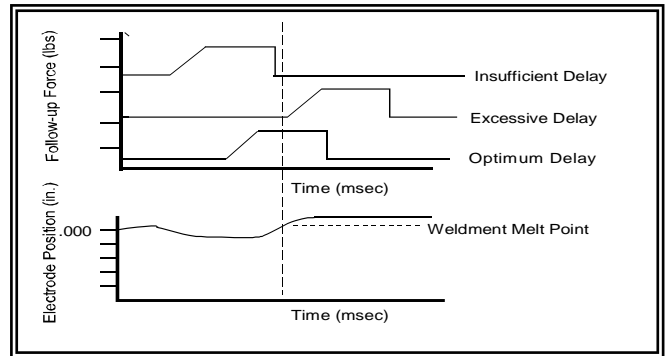 Follow-up Force (lbs)
Insufficient Delay
Excessive Delay
Optimum Delay
Time (msec)
Electrode Position (in.)
.000
Weldment Melt Point
Time (msec)